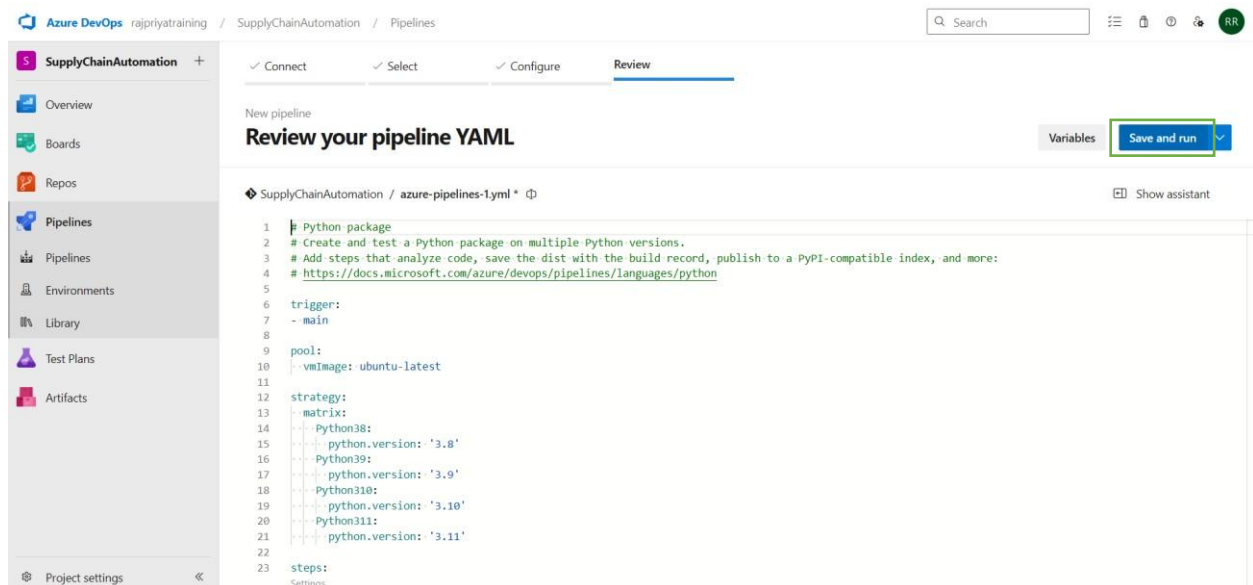 Azure DevOps rajpriyatraining / SupplyChainAutomation / Pipelines
Search
RR
S SupplyChainAutomation +
Overview
Boards
Repos
Pipelines
Pipelines
Environments
Library
Test Plans
Artifacts
Project settings
Connect
Select
Configure
Review
New pipeline
Review your pipeline YAML
Variables
Save and run
SupplyChainAutomation / azure-pipelines-1.yml *
Show assistant
1 # Python package
2 # Create and test a Python package on multiple Python versions.
3 # Add steps that analyze code, save the dist with the build record, publish to a PyPI-compatible index, and more:
4 # https://docs.microsoft.com/azure/devops/pipelines/languages/python
5
6 trigger:
7 - main
8
9 pool:
10 vmImage: ubuntu-latest
11
12 strategy:
13 matrix:
14 Python38:
15 python.version: '3.8'
16 Python39:
17 python.version: '3.9'
18 Python310:
19 python.version: '3.10'
20 Python311:
21 python.version: '3.11'
22
23 steps:
Settings